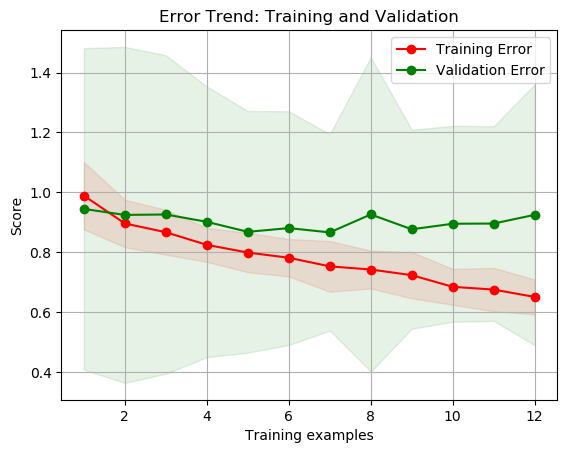 Error Trend: Training and Validation
Training Error
Validation Error
Score
1.4
1.2
1.0
0.8
0.6
0.4
2 4 6 8 10 12
Training examples